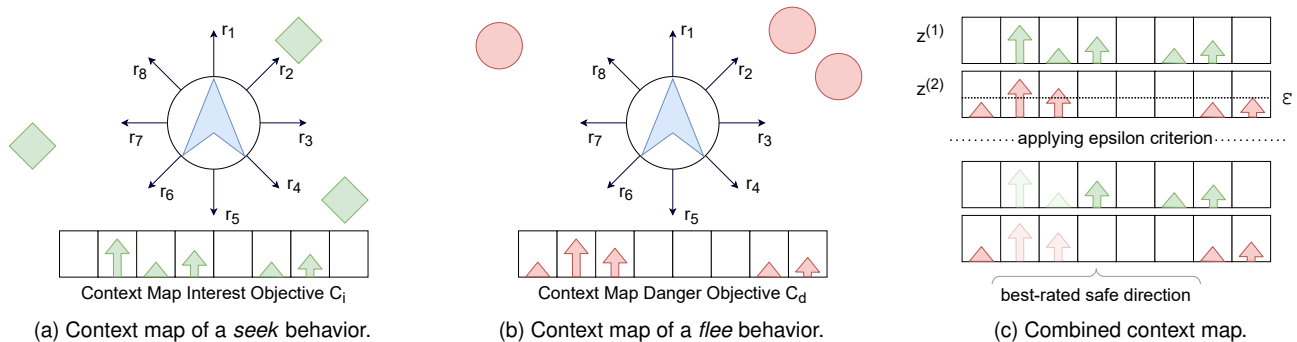 r1
r2
r3
r4
r5
r6
r7
r8
Context Map Interest Objective Ci
(a) Context map of a seek behavior.
r1
r2
r3
r4
r5
r6
r7
r8
Context Map Danger Objective Cd
(b) Context map of a flee behavior.
z(1)
z(2)
ε
applying epsilon criterion
best-rated safe direction
(c) Combined context map.